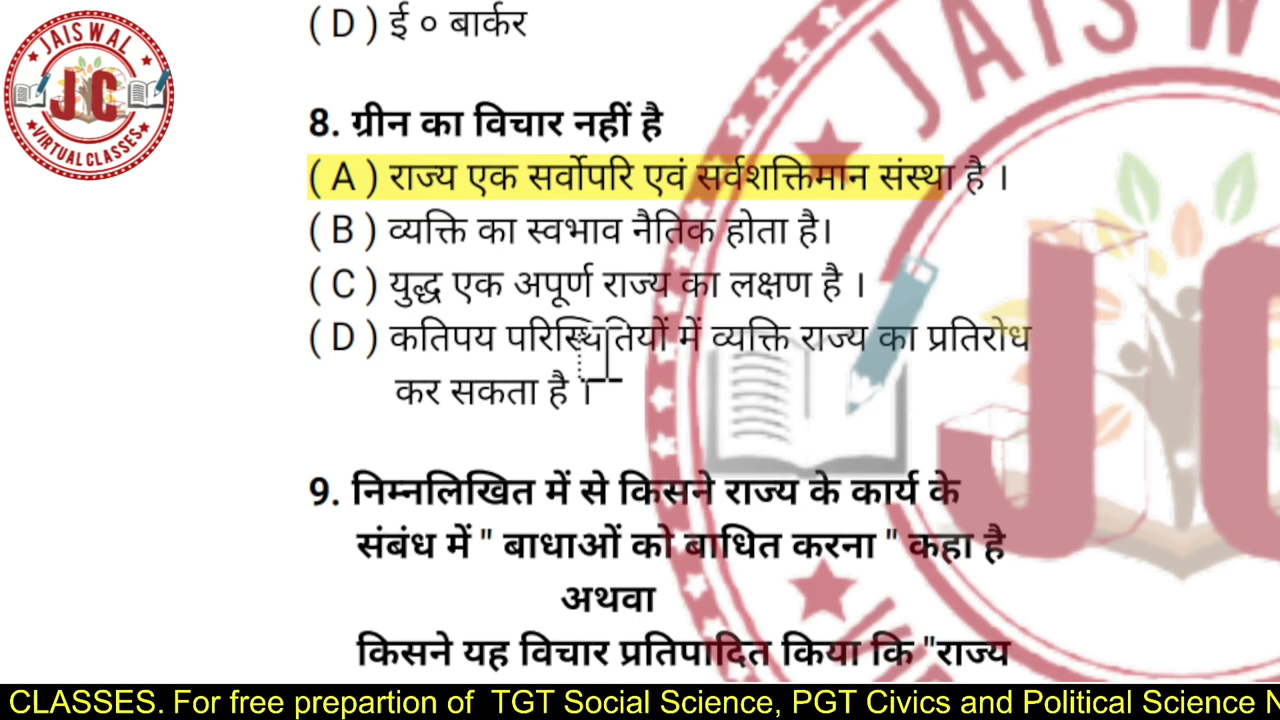 ( D ) ई ० बार्कर
JAISWAL
JC
VIRTUAL CLASSES
JAISW
8. ग्रीन का विचार नहीं है
( A ) राज्य एक सर्वोपरि एवं सर्वशक्तिमान संस्था है ।
( B ) व्यक्ति का स्वभाव नैतिक होता है।
( C ) युद्ध एक अपूर्ण राज्य का लक्षण है ।
( D ) कतिपय परिस्थितियों में व्यक्ति राज्य का प्रतिरोध
कर सकता है ।
9. निम्नलिखित में से किसने राज्य के कार्य के
संबंध में " बाधाओं को बाधित करना " कहा है
अथवा
किसने यह विचार प्रतिपादित किया कि "राज्य
CLASSES. For free prepartion of TGT Social Science, PGT Civics and Political Science N